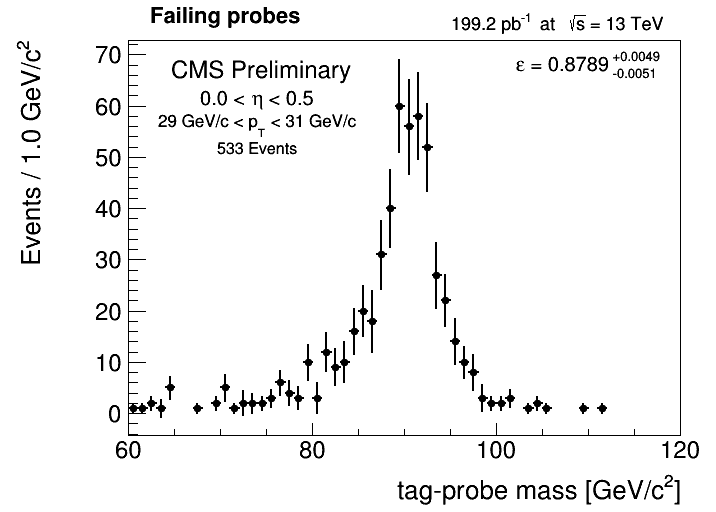 Failing probes
199.2 pb⁻¹ at √s = 13 TeV
CMS Preliminary
0.0 < η < 0.5
29 GeV/c < p_T < 31 GeV/c
533 Events
ε = 0.8789 +0.0049 -0.0051
Events / 1.0 GeV/c²
70
60
50
40
30
20
10
0
60 80 100 120
tag-probe mass [GeV/c²]